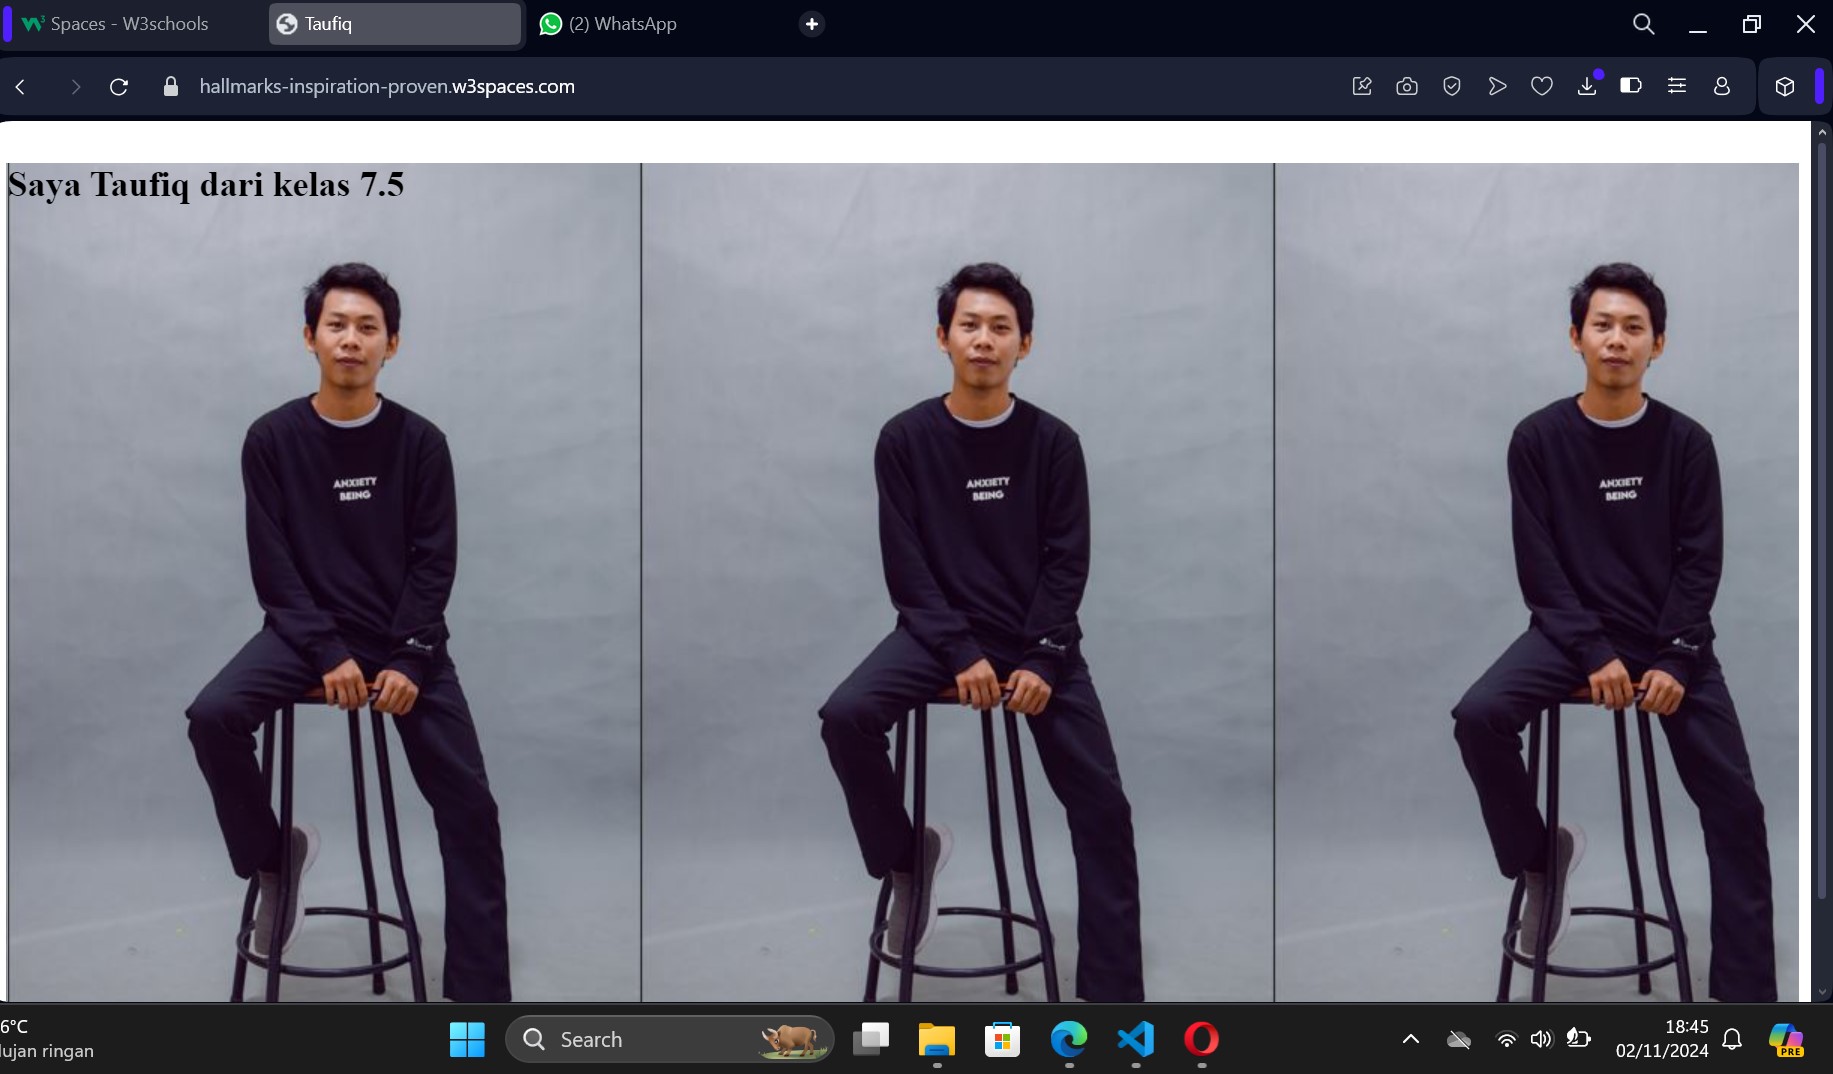 Spaces - W3schools
Taufiq
(2) WhatsApp
hallmarks-inspiration-proven.w3spaces.com
Saya Taufiq dari kelas 7.5
ANXIETY
BEING
ANXIETY
BEING
ANXIETY
BEING
6°C
ujan ringan
Search
18:45
02/11/2024
PRE